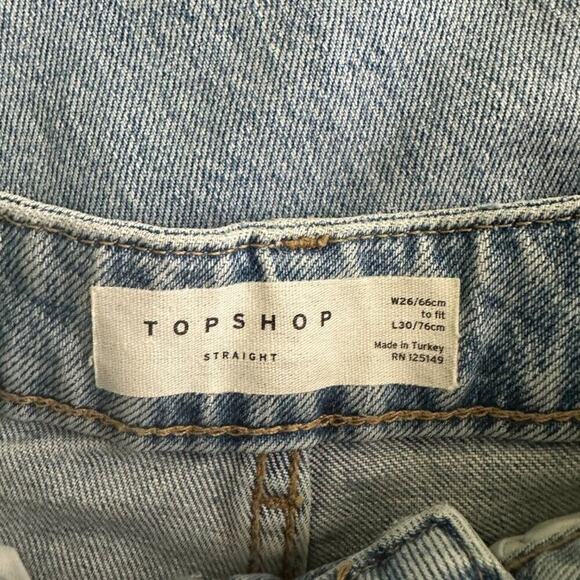 TOPSHOP
STRAIGHT
W26/66cm
to fit
L30/76cm
Made in Turkey
RN 125149